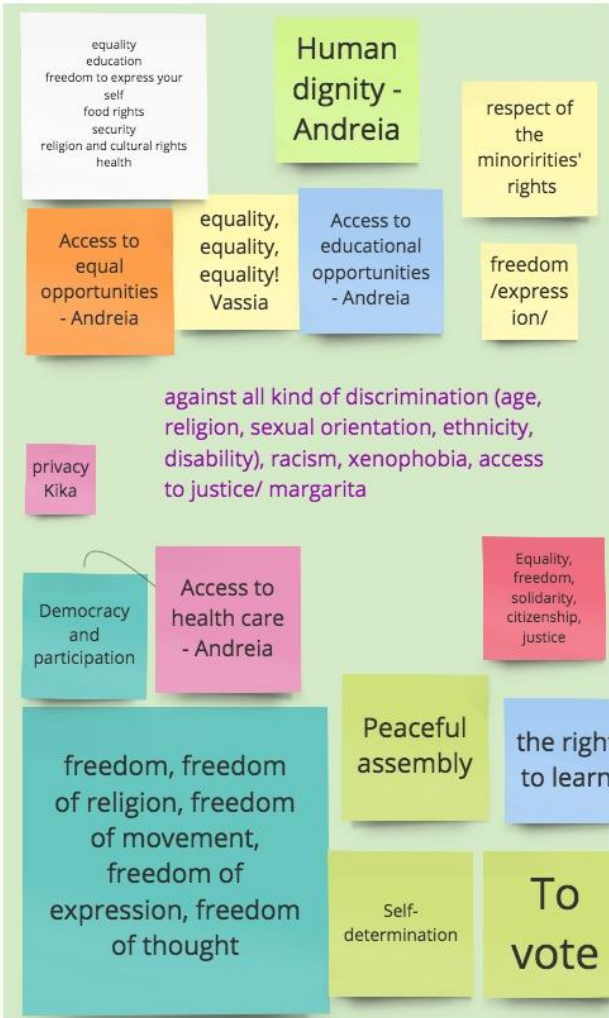 equality
education
freedom to express your
self
food rights
security
religion and cultural rights
health
Human
dignity -
Andreia
respect of
the
minoririties'
rights
Access to
equal
opportunities
- Andreia
equality,
equality,
equality!
Vassia
Access to
educational
opportunities
- Andreia
freedom
/express
ion/
against all kind of discrimination (age,
religion, sexual orientation, ethnicity,
disability), racism, xenophobia, access
to justice/ margarita
privacy
Kika
Democracy
and
participation
Access to
health care
- Andreia
Equality,
freedom,
solidarity,
citizenship,
justice
freedom, freedom
of religion, freedom
of movement,
freedom of
expression, freedom
of thought
Peaceful
assembly
the right
to learn
Self-
determination
To
vote